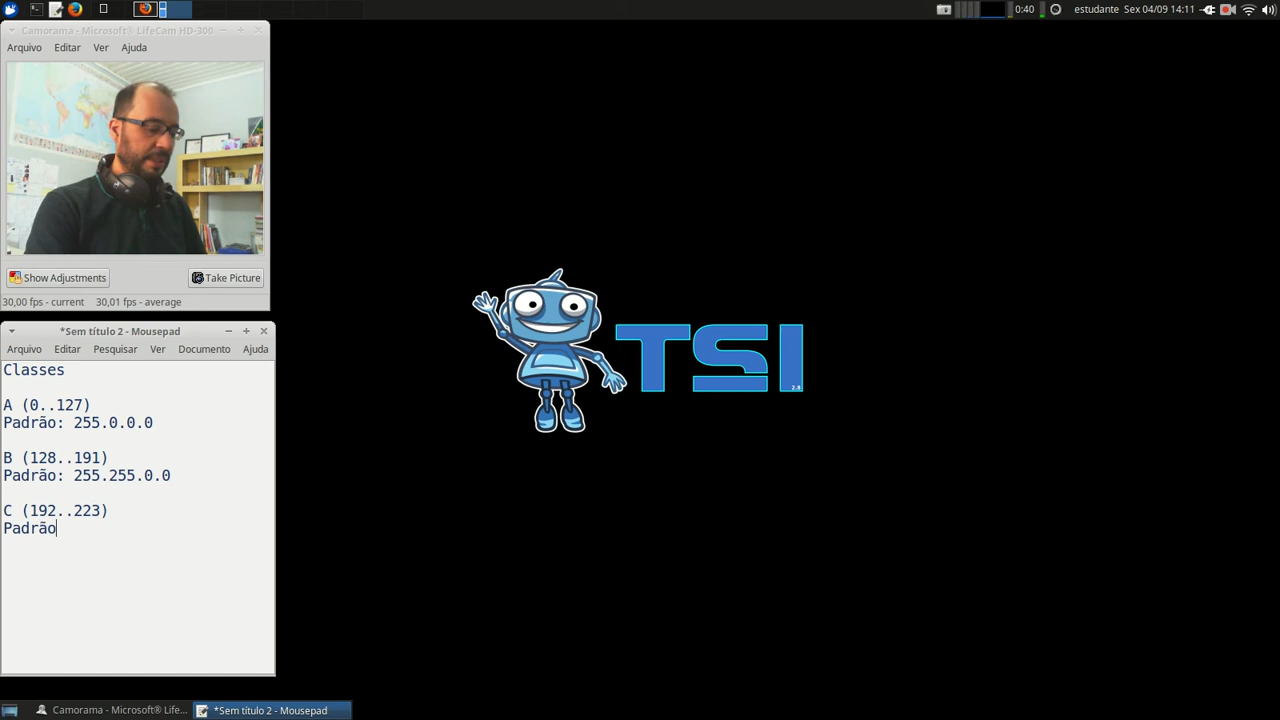 0:40
estudante Sex 04/09 14:11
Camorama - Microsoft® LifeCam HD-300
Arquivo Editar Ver Ajuda
Show Adjustments
Take Picture
30,00 fps - current 30,01 fps - average
*Sem título 2 - Mousepad
Arquivo Editar Pesquisar Ver Documento Ajuda
Classes
A (0..127)
Padrão: 255.0.0.0
B (128..191)
Padrão: 255.255.0.0
C (192..223)
Padrão
TSI
Camorama - Microsoft® Life...
*Sem título 2 - Mousepad